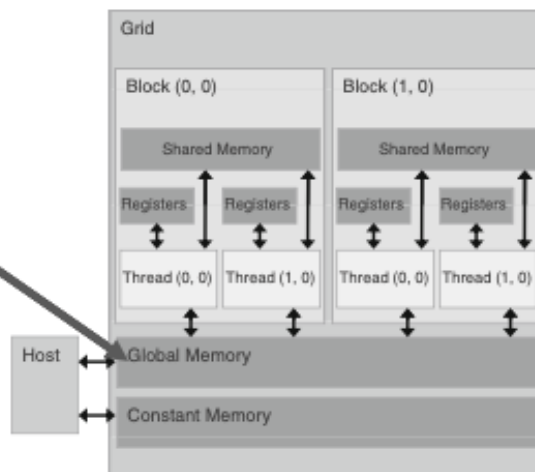 Grid
Block (0, 0) Block (1, 0)
Shared Memory Shared Memory
Registers Registers Registers Registers
Thread (0, 0) Thread (1, 0) Thread (0, 0) Thread (1, 0)
Host Global Memory
Constant Memory